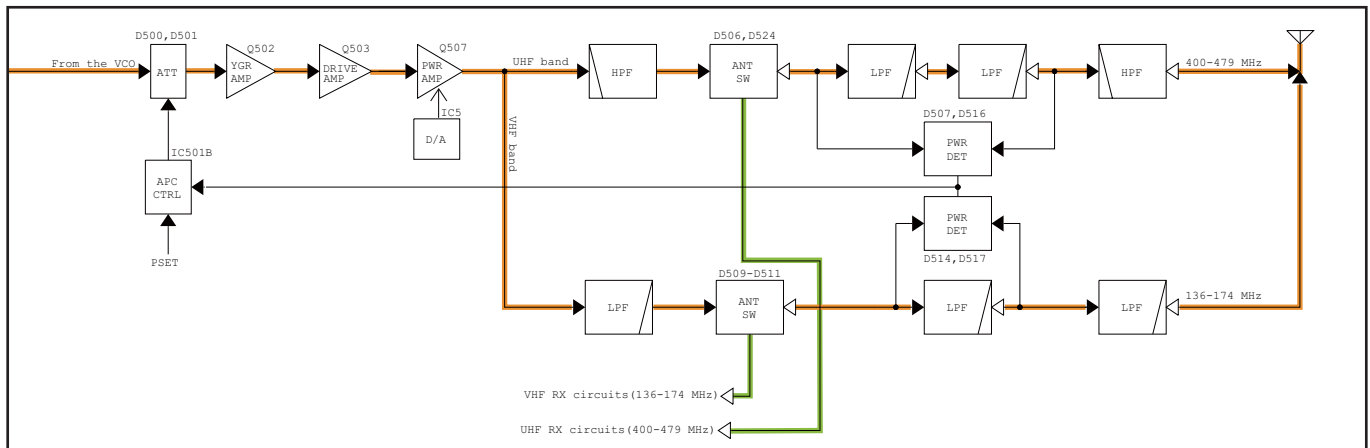 D500,D501
Q502
Q503
Q507
D506,D524
From the VCO
ATT
YGR
AMP
DRIVE
AMP
PWR
AMP
UHF band
HPF
ANT
SW
LPF
LPF
HPF
400-479 MHz
IC5
D/A
VHF band
D507,D516
PWR
DET
IC501B
APC
CTRL
PSET
PWR
DET
D514,D517
D509-D511
LPF
ANT
SW
LPF
LPF
136-174 MHz
VHF RX circuits(136-174 MHz)
UHF RX circuits(400-479 MHz)